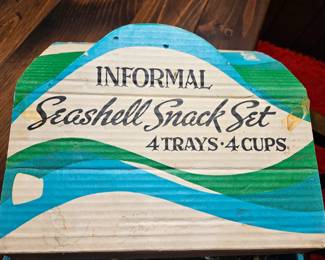 INFORMAL
Seashell Snack Set
4 TRAYS · 4 CUPS